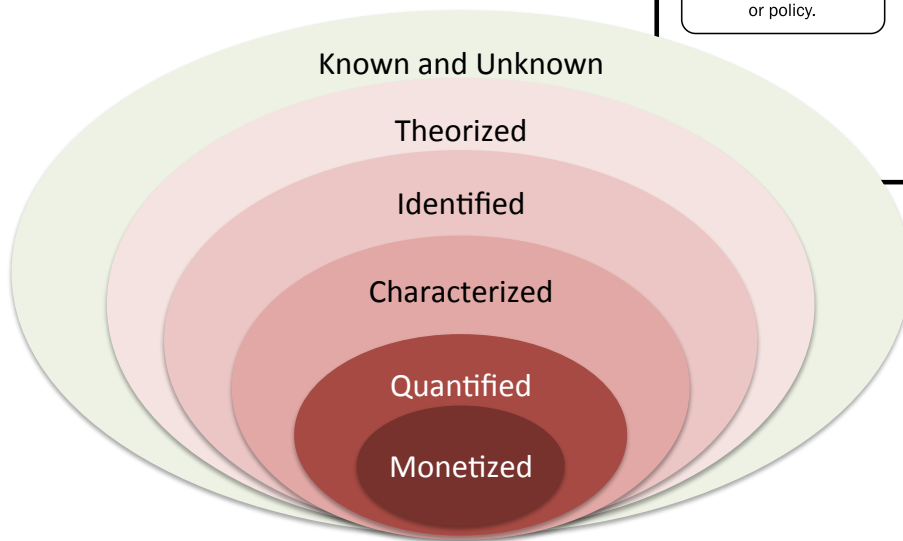 or policy.
Known and Unknown
Theorized
Identified
Characterized
Quantified
Monetized